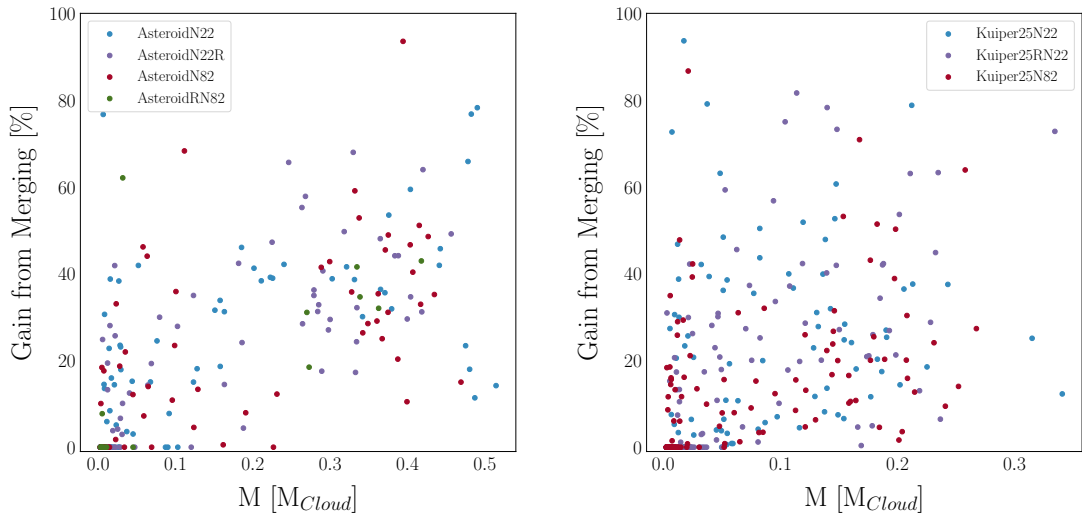 100
80
60
40
20
0
Gain from Merging [%]
AsteroidN22
AsteroidN22R
AsteroidN82
AsteroidRN82
0.0 0.1 0.2 0.3 0.4 0.5
M [M_Cloud]
100
80
60
40
20
0
Gain from Merging [%]
Kuiper25N22
Kuiper25RN22
Kuiper25N82
0.0 0.1 0.2 0.3
M [M_Cloud]